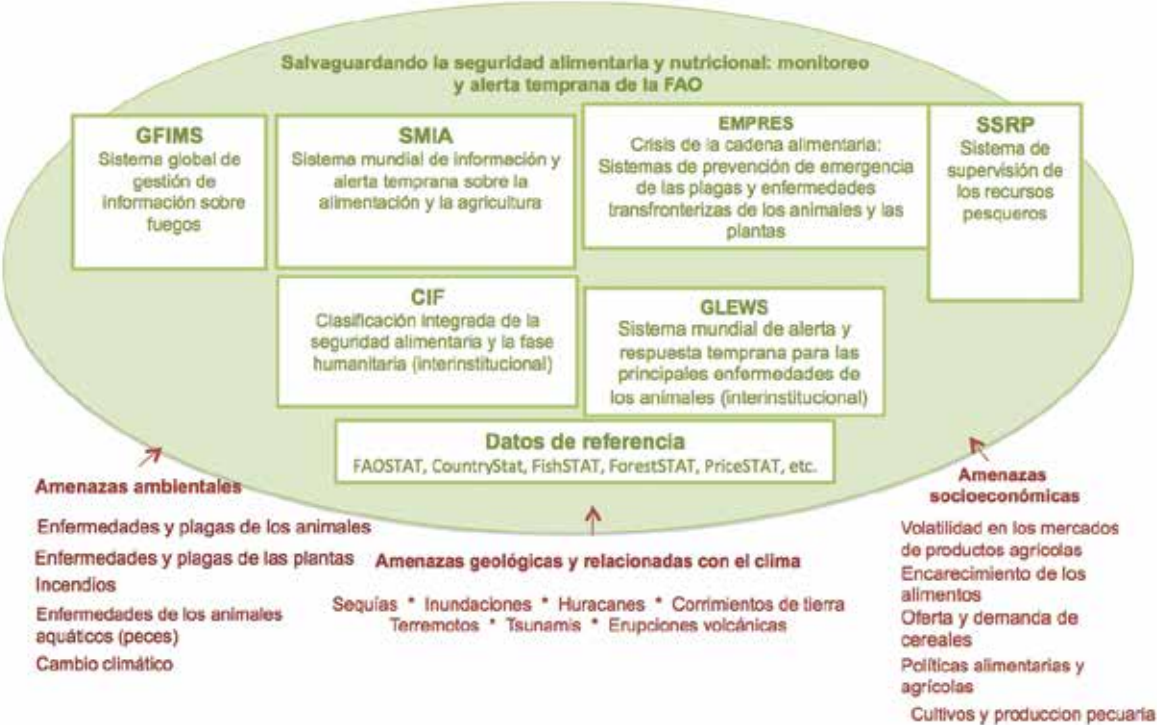 Salvaguardando la seguridad alimentaria y nutricional: monitoreo
y alerta temprana de la FAO
GFIMS
Sistema global de
gestión de
información sobre
fuegos
SMIA
Sistema mundial de información y
alerta temprana sobre la
alimentación y la agricultura
EMPRES
Crisis de la cadena alimentaria:
Sistemas de prevención de emergencia
de las plagas y enfermedades
transfronterizas de los animales y las
plantas
SSRP
Sistema de
supervisión de
los recursos
pesqueros
CIF
Clasificación integrada de la
seguridad alimentaria y la fase
humanitaria (interinstitucional)
GLEWS
Sistema mundial de alerta y
respuesta temprana para las
principales enfermedades de
los animales (interinstitucional)
Datos de referencia
FAOSTAT, CountryStat, FishSTAT, ForestSTAT, PriceSTAT, etc.
Amenazas ambientales
Enfermedades y plagas de los animales
Enfermedades y plagas de las plantas
Incendios
Enfermedades de los animales
aquáticos (peces)
Cambio climático
Amenazas geológicas y relacionadas con el clima
Sequías * Inundaciones * Huracanes * Corrimientos de tierra
Terremotos * Tsunamis * Erupciones volcánicas
Amenazas
socioeconómicas
Volatilidad en los mercados
de productos agrícolas
Encarecimiento de los
alimentos
Oferta y demanda de
cereales
Políticas alimentarias y
agrícolas
Cultivos y produccion pecuaria